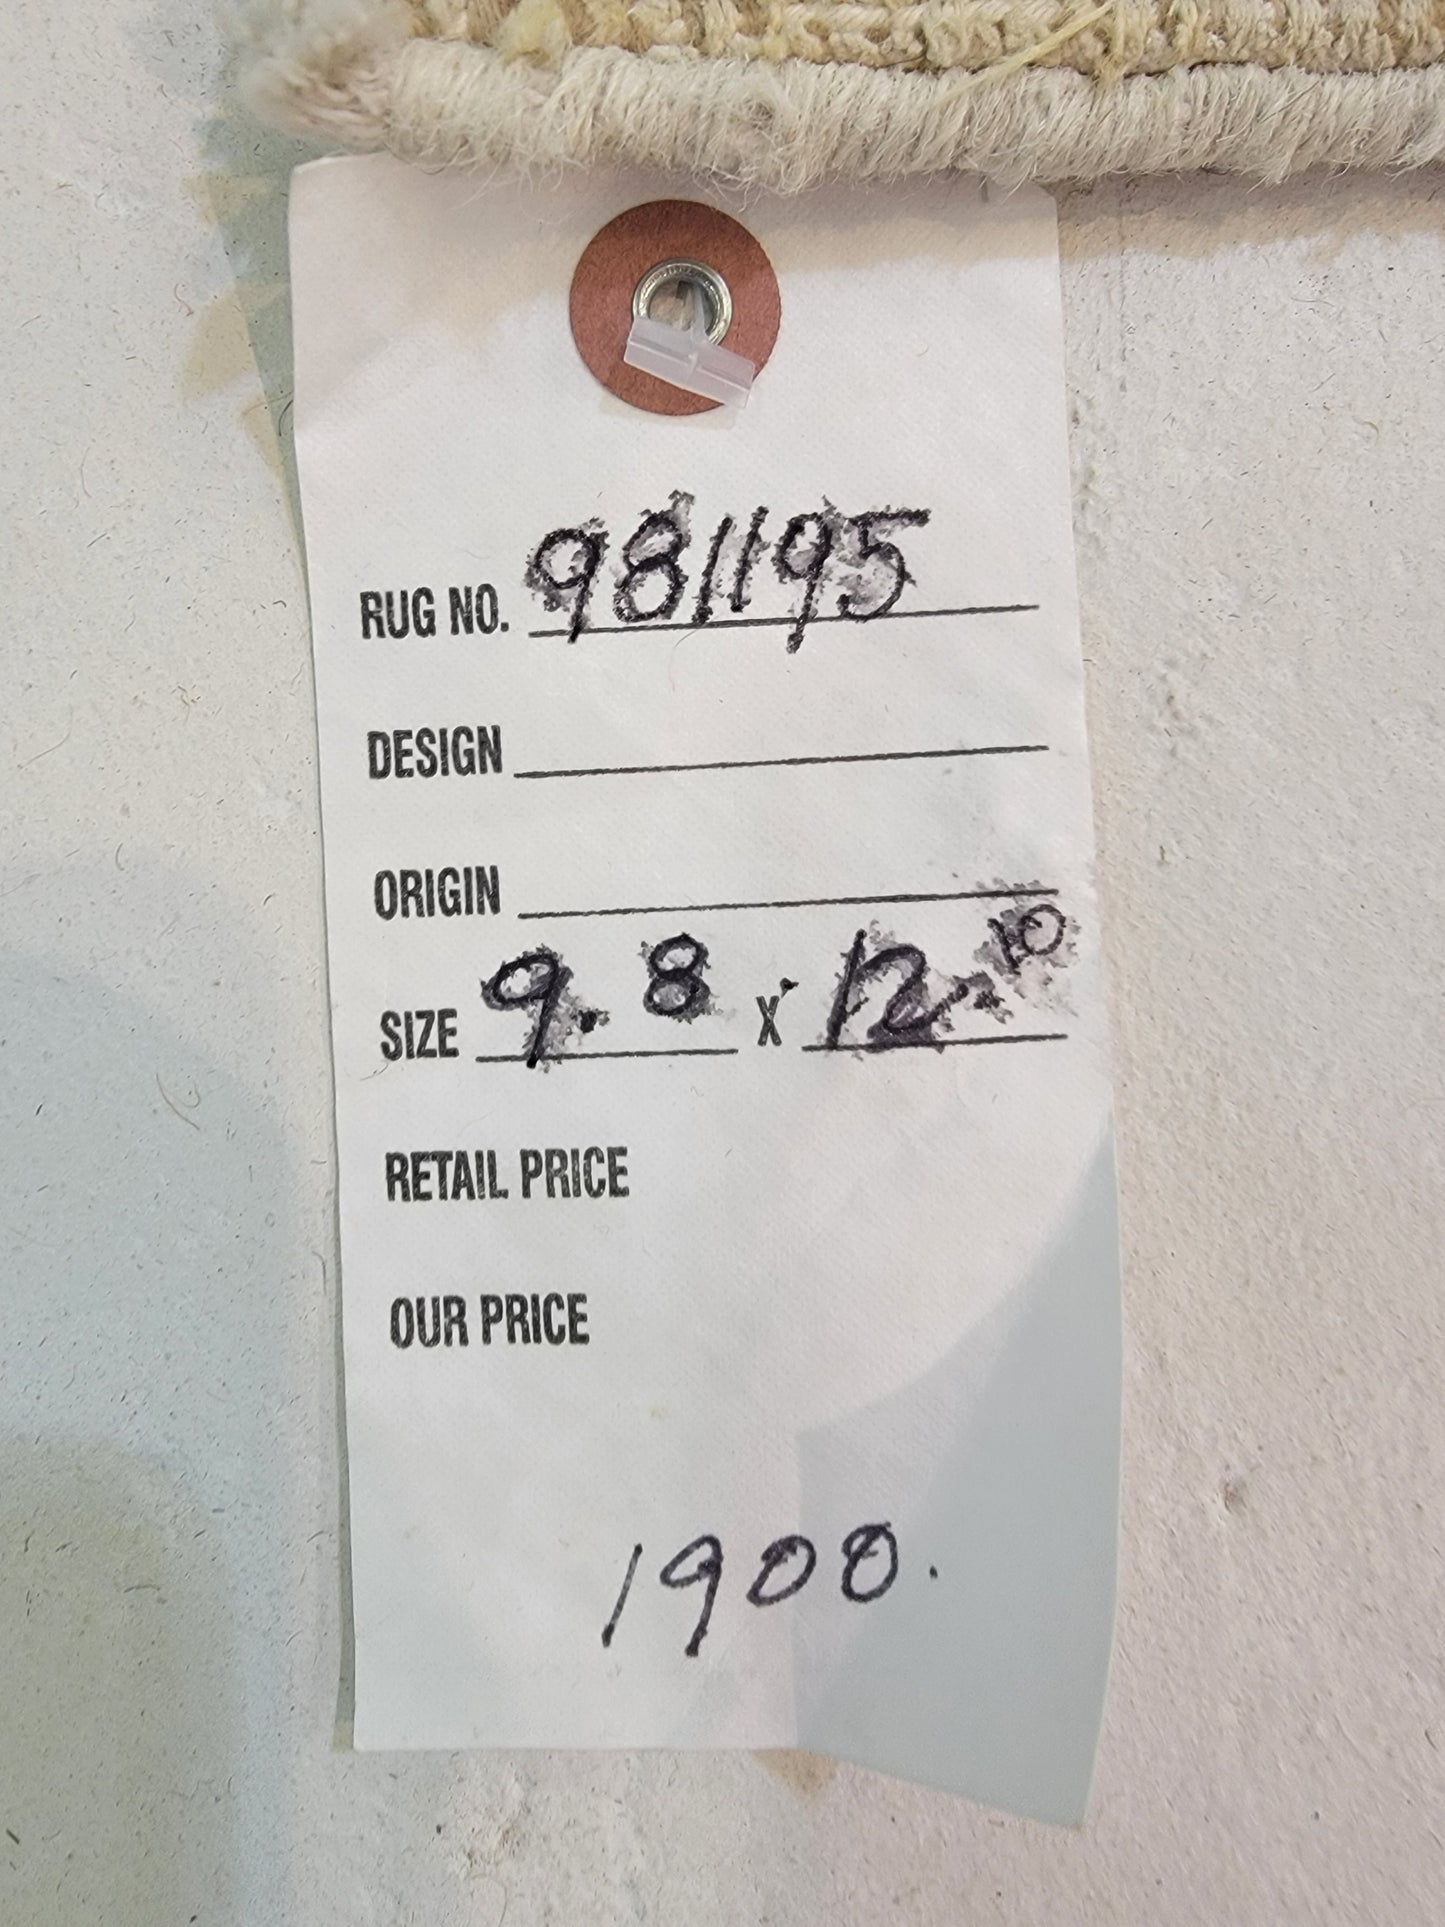 RUG NO. 981195
DESIGN
ORIGIN
SIZE 9.8 X 12.10
RETAIL PRICE
OUR PRICE
1900.